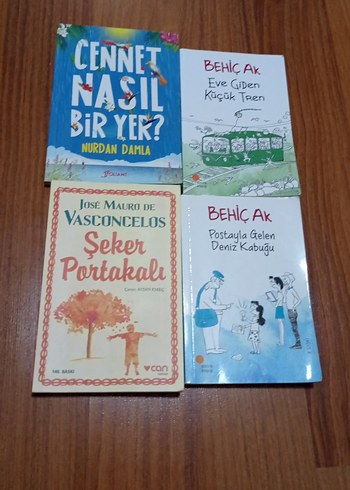 CENNET
NASIL
BİR YER?
NURDAN DAMLA
BEHİÇ AK
Eve Giden
Küçük Tren
JOSÉ MAURO DE
VASCONCELOS
Şeker
Portakalı
can
BEHİÇ AK
Postayla Gelen
Deniz Kabuğu